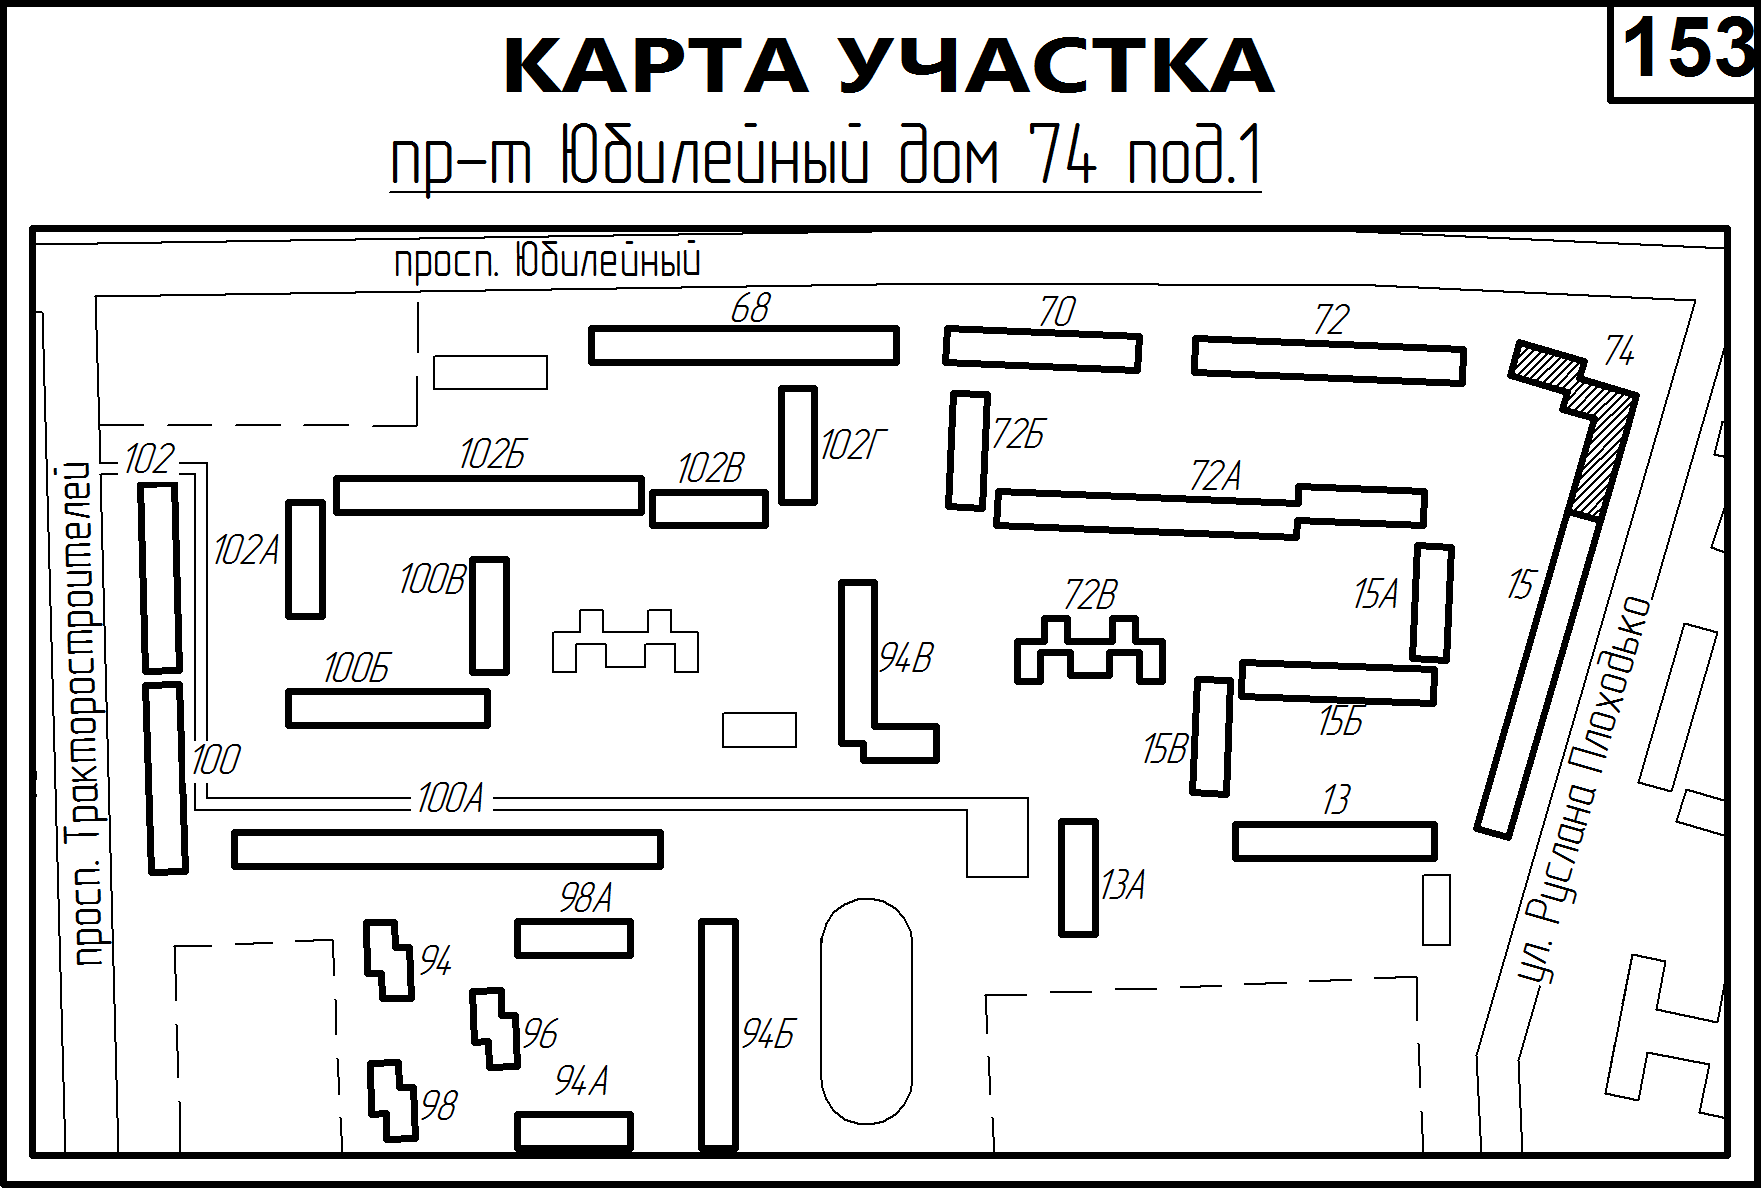 153
КАРТА УЧАСТКА
пр-т Юбилейный дом 74 под.1
просп. Юбилейный
68
70
72
74
102
102Б
102В
102Г
72Б
72А
102А
100В
15А
15
72В
100Б
94В
15Б
15В
100
100А
13
13А
98А
94
96
94Б
94А
98
просп. Тракторостроителей
ул. Руслана Плоходько